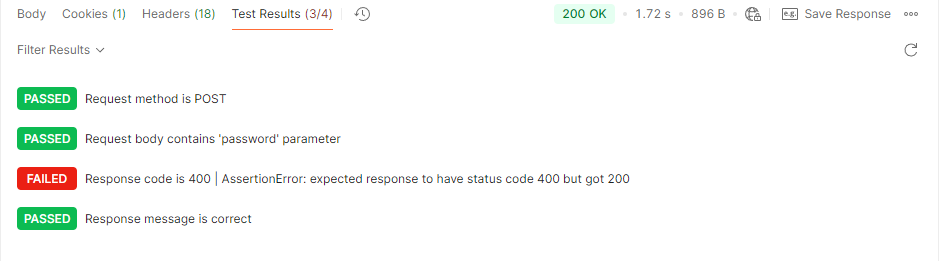 Body Cookies (1) Headers (18) Test Results (3/4) 200 OK • 1.72 s • 896 B • e.g. Save Response
Filter Results
PASSED Request method is POST
PASSED Request body contains 'password' parameter
FAILED Response code is 400 | AssertionError: expected response to have status code 400 but got 200
PASSED Response message is correct